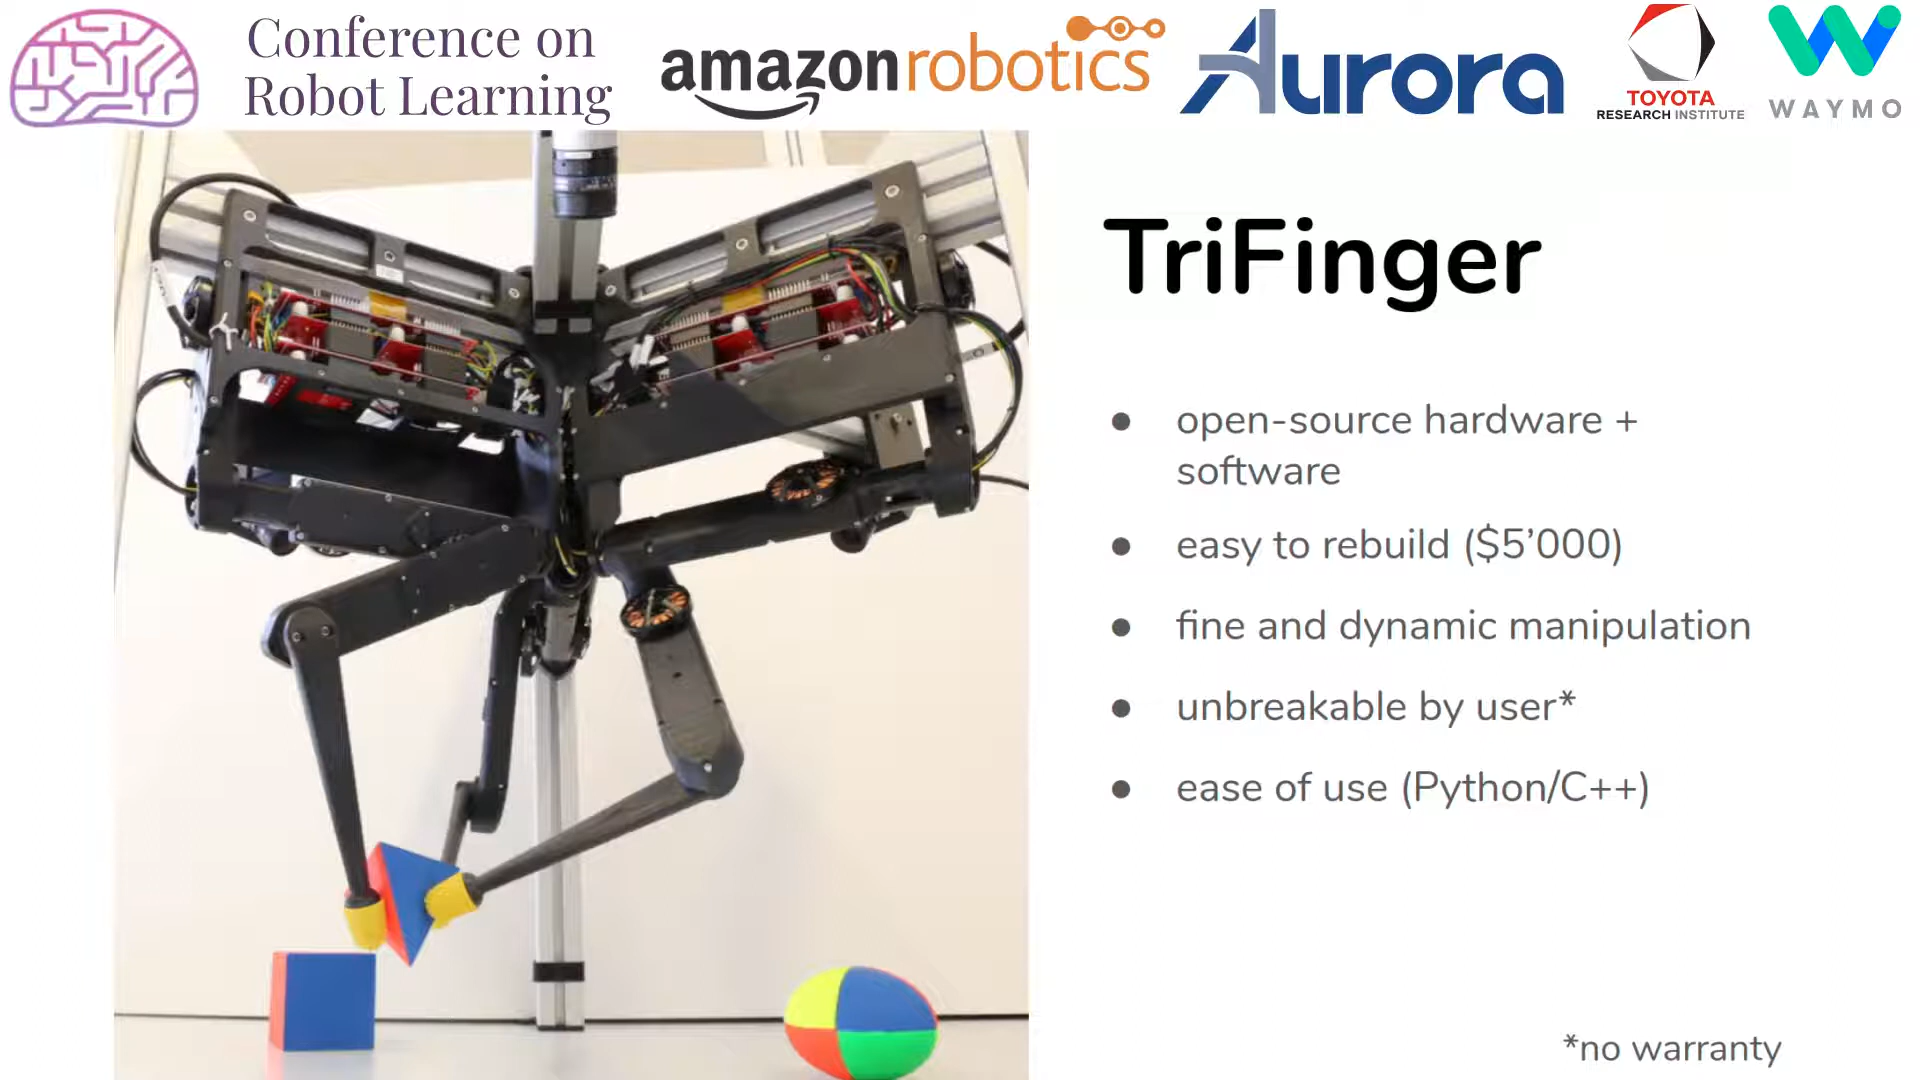 Conference on
Robot Learning
amazon robotics
Aurora
TOYOTA
RESEARCH INSTITUTE
WAYMO
TriFinger
● open-source hardware +
software
● easy to rebuild ($5’000)
● fine and dynamic manipulation
● unbreakable by user*
● ease of use (Python/C++)
*no warranty